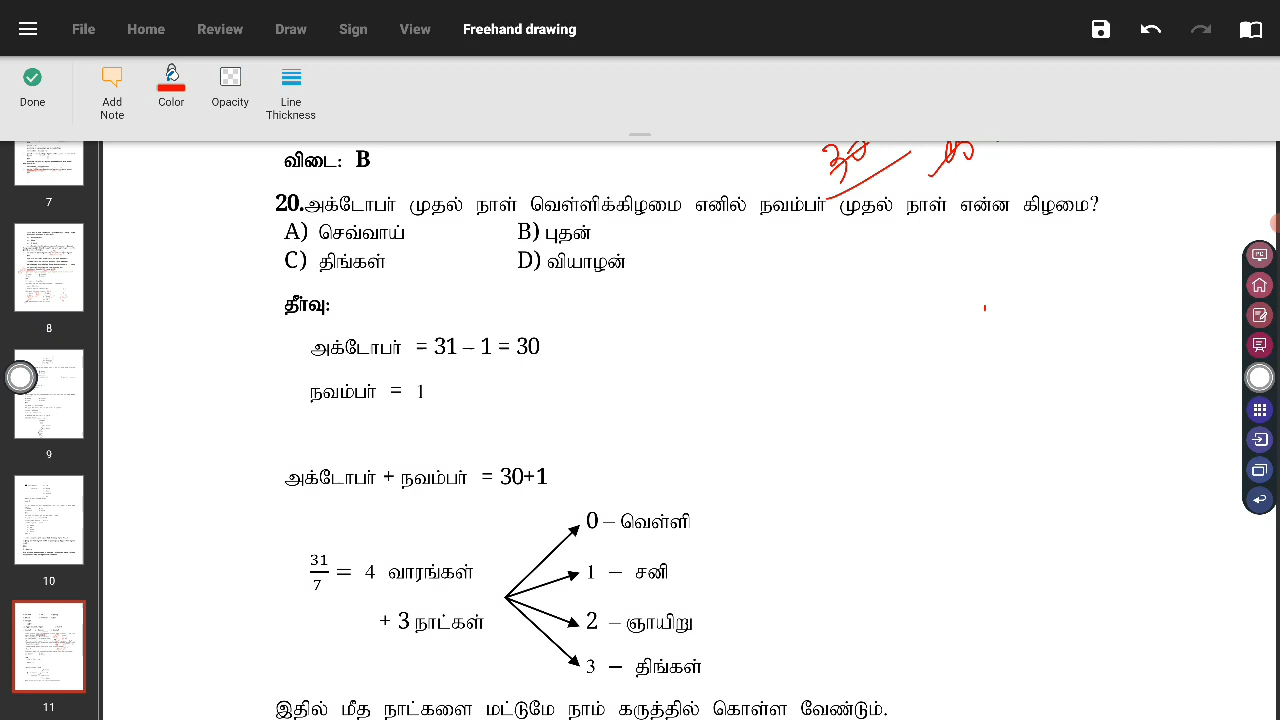 File Home Review Draw Sign View Freehand drawing
Done
Add Note
Color
Opacity
Line Thickness
விடை: B
20.அக்டோபர் முதல் நாள் வெள்ளிக்கிழமை எனில் நவம்பர் முதல் நாள் என்ன கிழமை?
A) செவ்வாய் B) புதன்
C) திங்கள் D) வியாழன்
தீர்வு:
அக்டோபர் = 31 – 1 = 30
நவம்பர் = 1
அக்டோபர் + நவம்பர் = 30+1
0 – வெள்ளி
31/7 = 4 வாரங்கள் 1 – சனி
+ 3 நாட்கள் 2 – ஞாயிறு
3 – திங்கள்
இதில் மீத நாட்களை மட்டுமே நாம் கருத்தில் கொள்ள வேண்டும்.
7
8
9
10
11